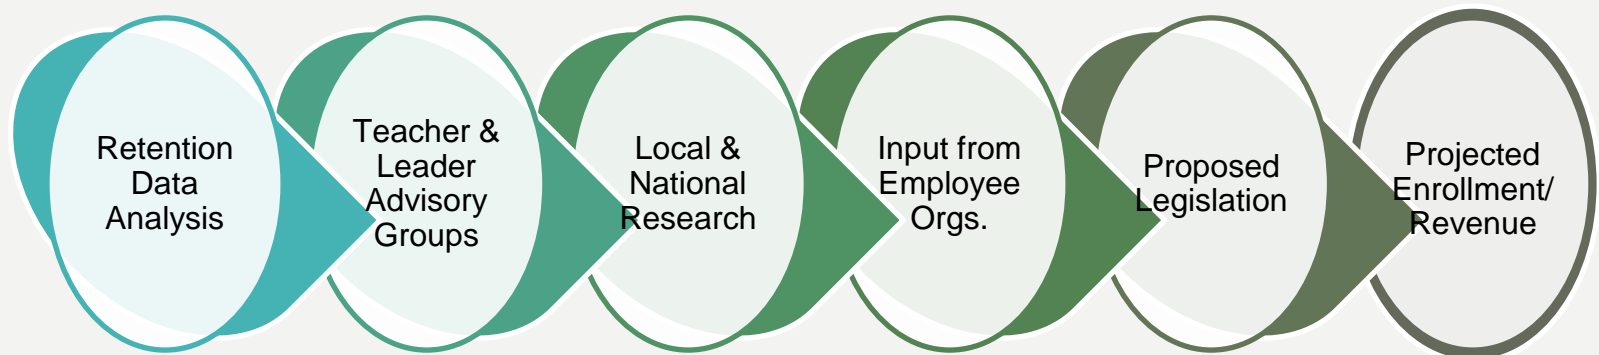 Retention
Data
Analysis
Teacher &
Leader
Advisory
Groups
Local &
National
Research
Input from
Employee
Orgs.
Proposed
Legislation
Projected
Enrollment/
Revenue